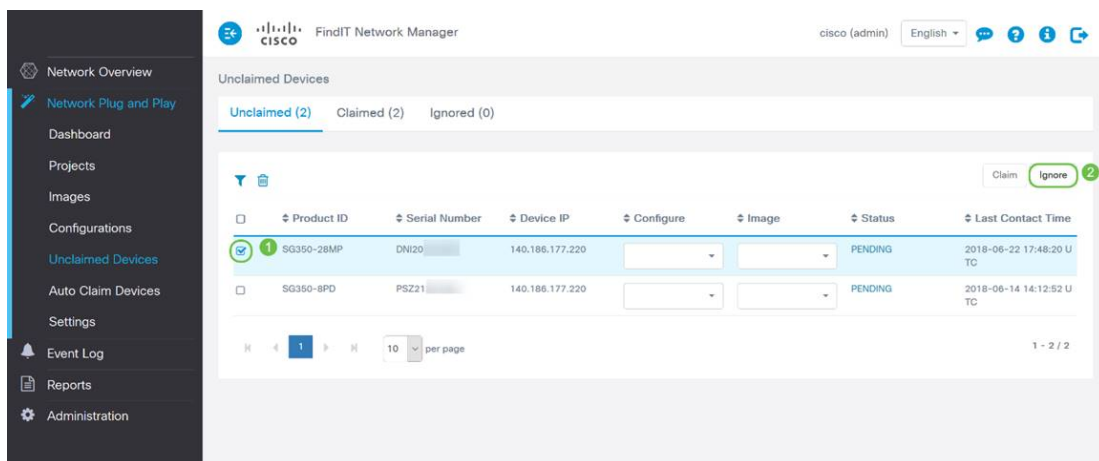 CISCO FindIT Network Manager cisco (admin) English
Network Overview
Network Plug and Play
Dashboard
Projects
Images
Configurations
Unclaimed Devices
Auto Claim Devices
Settings
Event Log
Reports
Administration
Unclaimed Devices
Unclaimed (2) Claimed (2) Ignored (0)
Claim Ignore 2
Product ID Serial Number Device IP Configure Image Status Last Contact Time
1 SG350-28MP DNI20 140.186.177.220 PENDING 2018-06-22 17:48:20 U
TC
SG350-8PD PSZ21 140.186.177.220 PENDING 2018-06-14 14:12:52 U
TC
1 10 per page 1 - 2 / 2